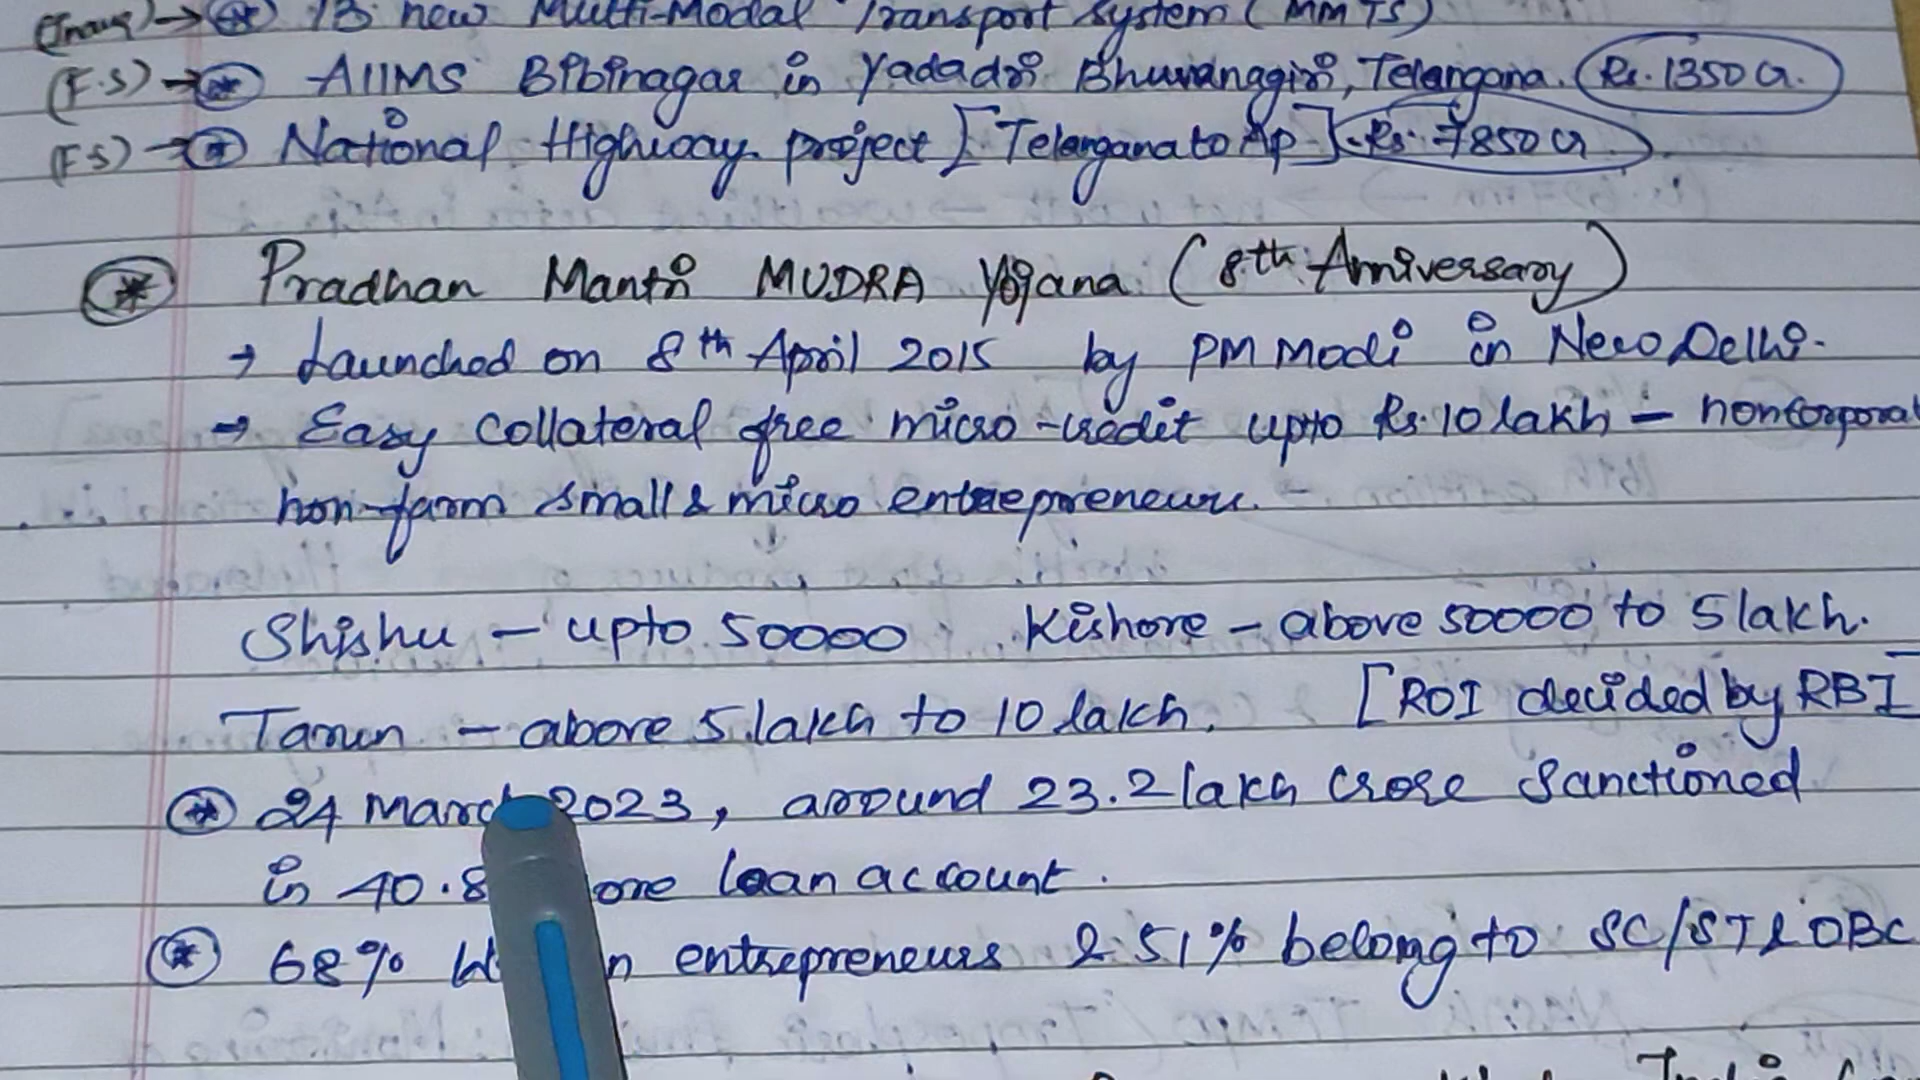 13 new Multi-Modal Transport System (MMTS)
(F.S) → * AIIMS Bibinagar in Yadadri Bhuvanagiri, Telangana. Rs. 1350 Cr.
(F.S) → * National Highway project [Telangana to AP] Rs. 7850 Cr
* Pradhan Mantri MUDRA Yojana (8th Anniversary)
→ Launched on 8th April 2015 by PM Modi in New Delhi.
→ Easy collateral free micro-credit upto Rs. 10 lakh – noncorporat
non-farm small & micro entrepreneurs.
Shishu – upto 50000 Kishore – above 50000 to 5 lakh.
Tarun – above 5 lakh to 10 lakh. [ROI decided by RBI]
* 24 March 2023, around 23.2 lakh crore Sanctioned
in 40.8 ore loan account.
* 68% entrepreneurs & 51% belong to SC/ST & OBC